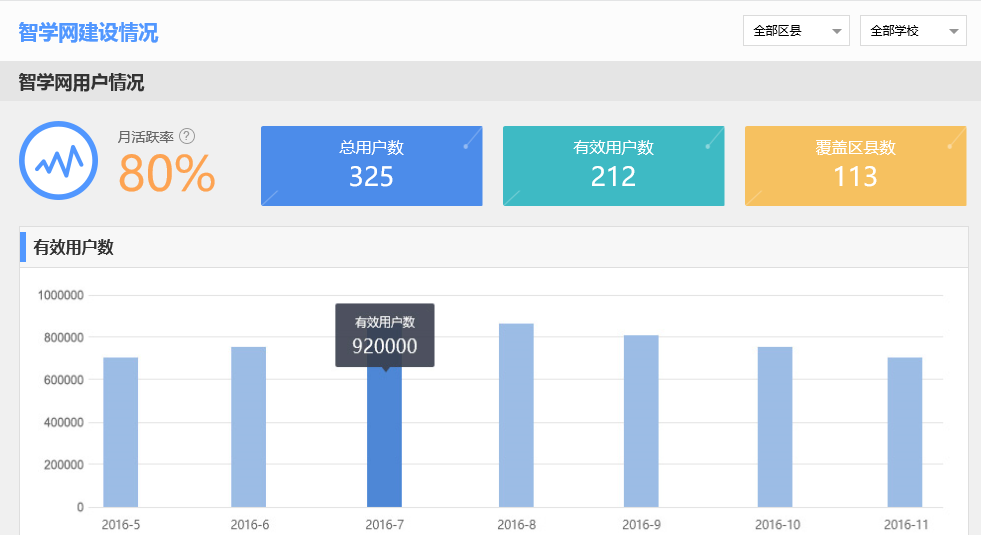 智学网建设情况
全部区县
全部学校
智学网用户情况
月活跃率 ?
80%
总用户数
325
有效用户数
212
覆盖区县数
113
有效用户数
1000000
800000
600000
400000
200000
0
有效用户数
920000
2016-5
2016-6
2016-7
2016-8
2016-9
2016-10
2016-11